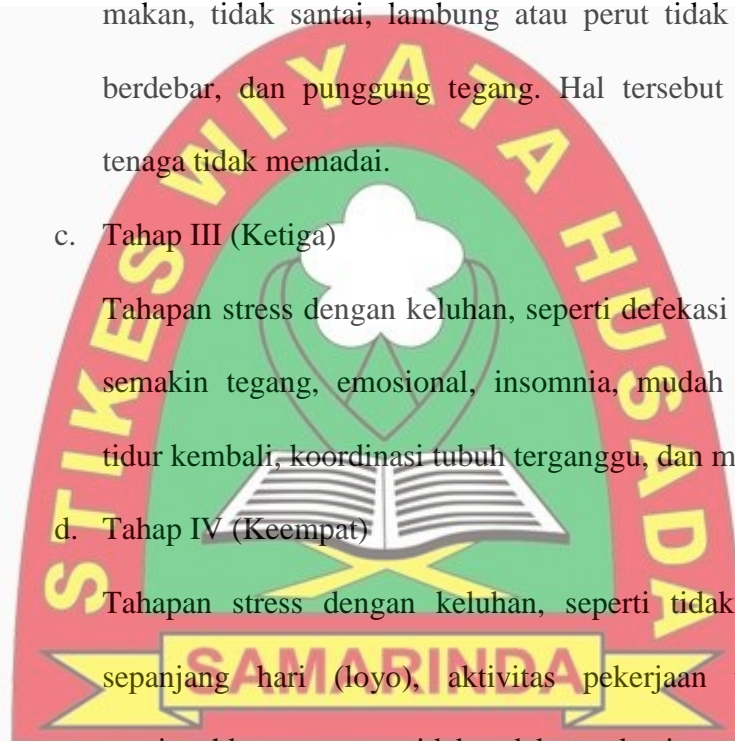 makan, tidak santai, lambung atau perut tidak
berdebar, dan punggung tegang. Hal tersebut
tenaga tidak memadai.
c. Tahap III (Ketiga)
Tahapan stress dengan keluhan, seperti defekasi
semakin tegang, emosional, insomnia, mudah
tidur kembali, koordinasi tubuh terganggu, dan m
d. Tahap IV (Keempat)
Tahapan stress dengan keluhan, seperti tidak
sepanjang hari (loyo), aktivitas pekerjaan
STIKES WIYATA HUSADA
SAMARINDA